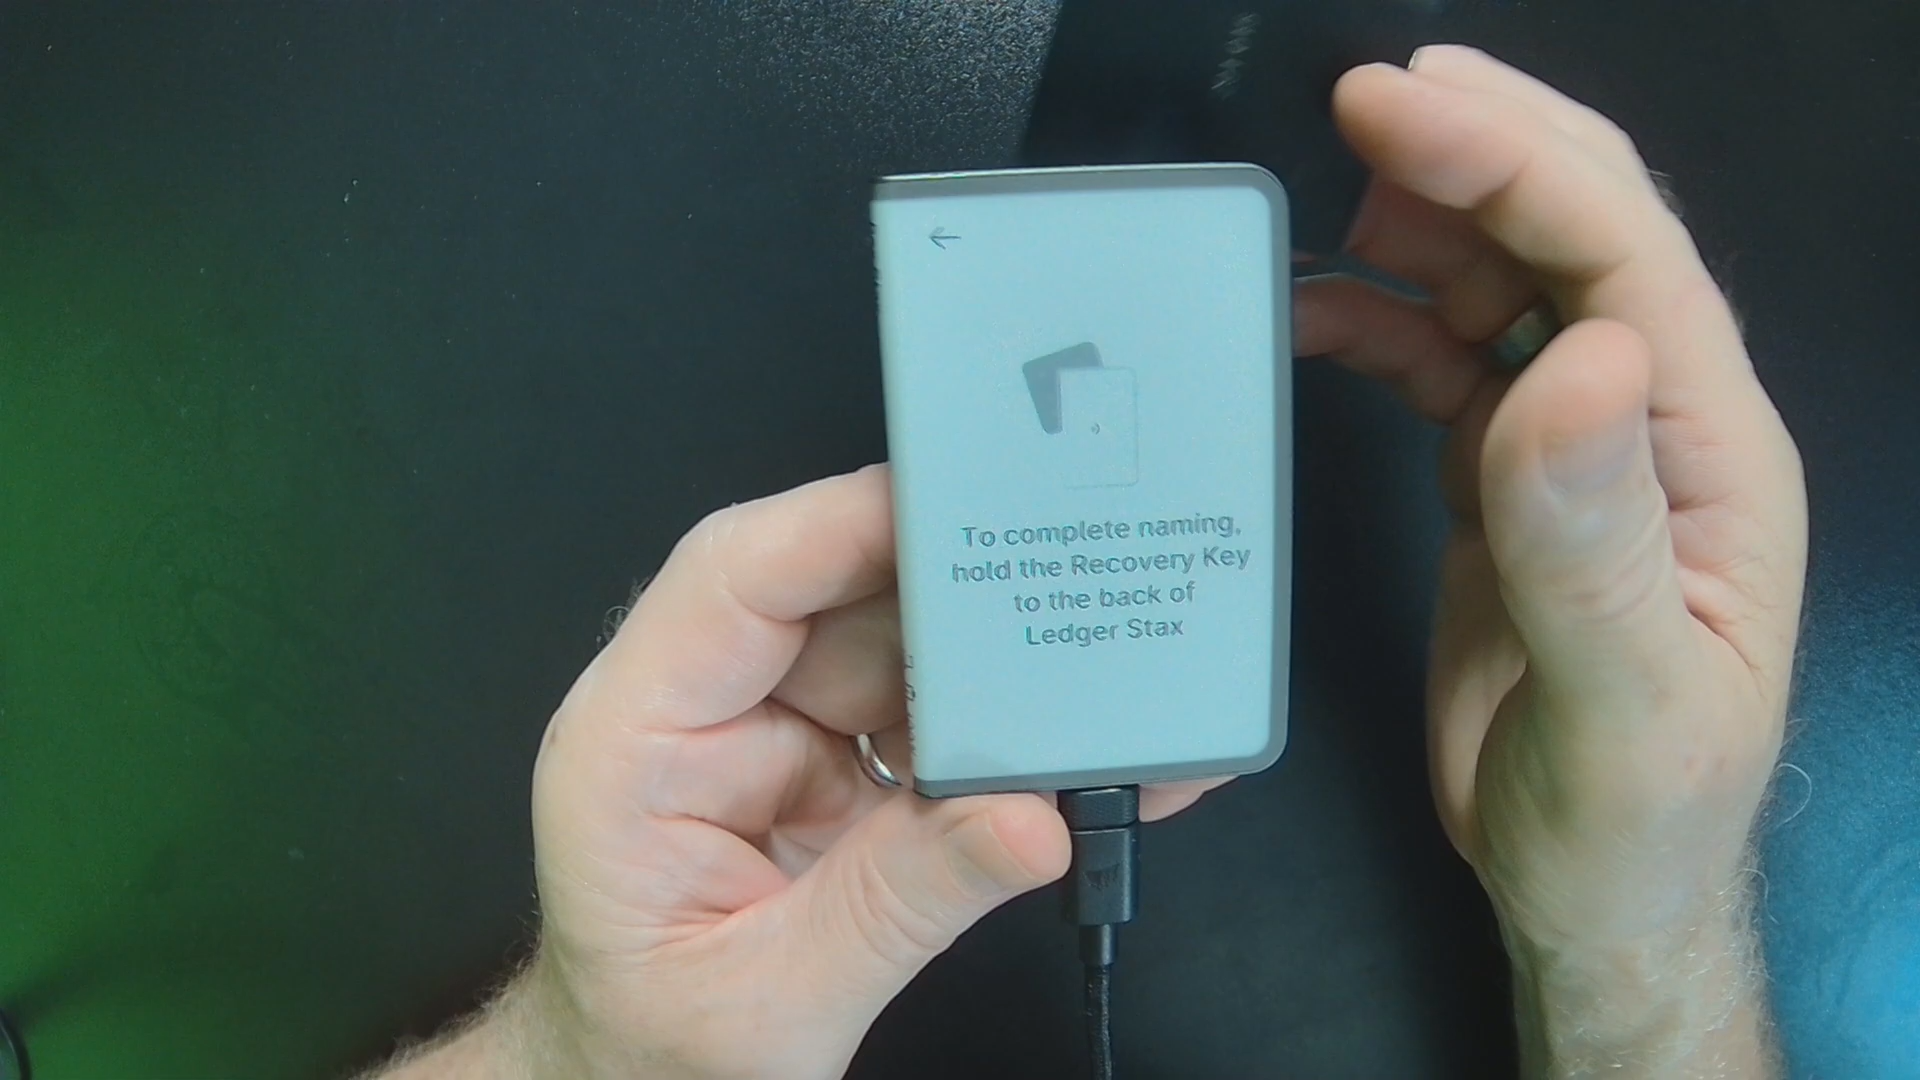 To complete naming,
hold the Recovery Key
to the back of
Ledger Stax